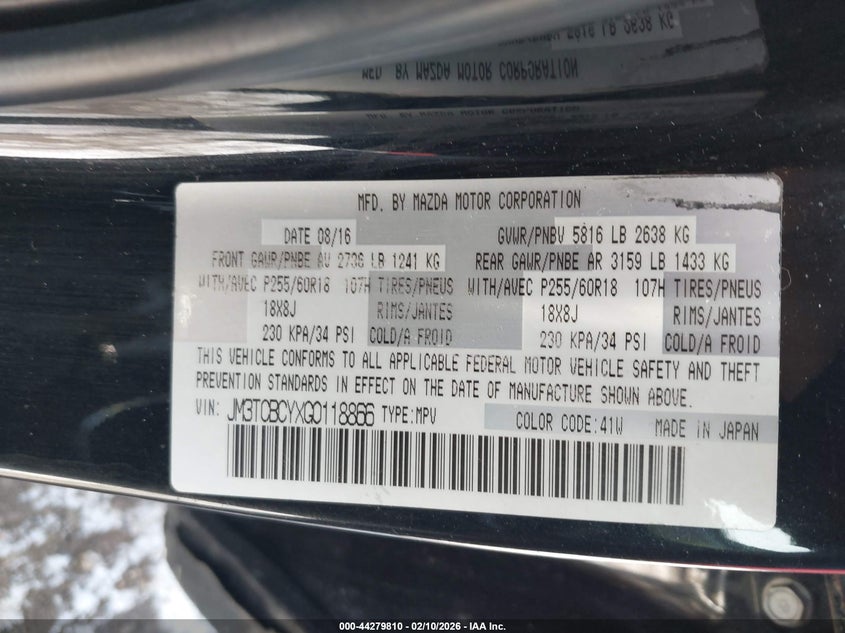 MFD. BY MAZDA MOTOR CORPORATION
DATE 08/16 GVWR/PNBV 5816 LB 2638 KG
FRONT GAWR/PNBE AV 2736 LB 1241 KG REAR GAWR/PNBE AR 3159 LB 1433 KG
WITH/AVEC P255/60R18 107H TIRES/PNEUS WITH/AVEC P255/60R18 107H TIRES/PNEUS
18X8J RIMS/JANTES 18X8J RIMS/JANTES
230 KPA/34 PSI COLD/A FROID 230 KPA/34 PSI COLD/A FROID
THIS VEHICLE CONFORMS TO ALL APPLICABLE FEDERAL MOTOR VEHICLE SAFETY AND THEFT
PREVENTION STANDARDS IN EFFECT ON THE DATE OF MANUFACTURE SHOWN ABOVE.
VIN: JM3TCBCYXG0118866 TYPE:MPV COLOR CODE:41W MADE IN JAPAN
000-44279810 - 02/10/2026 - IAA Inc.